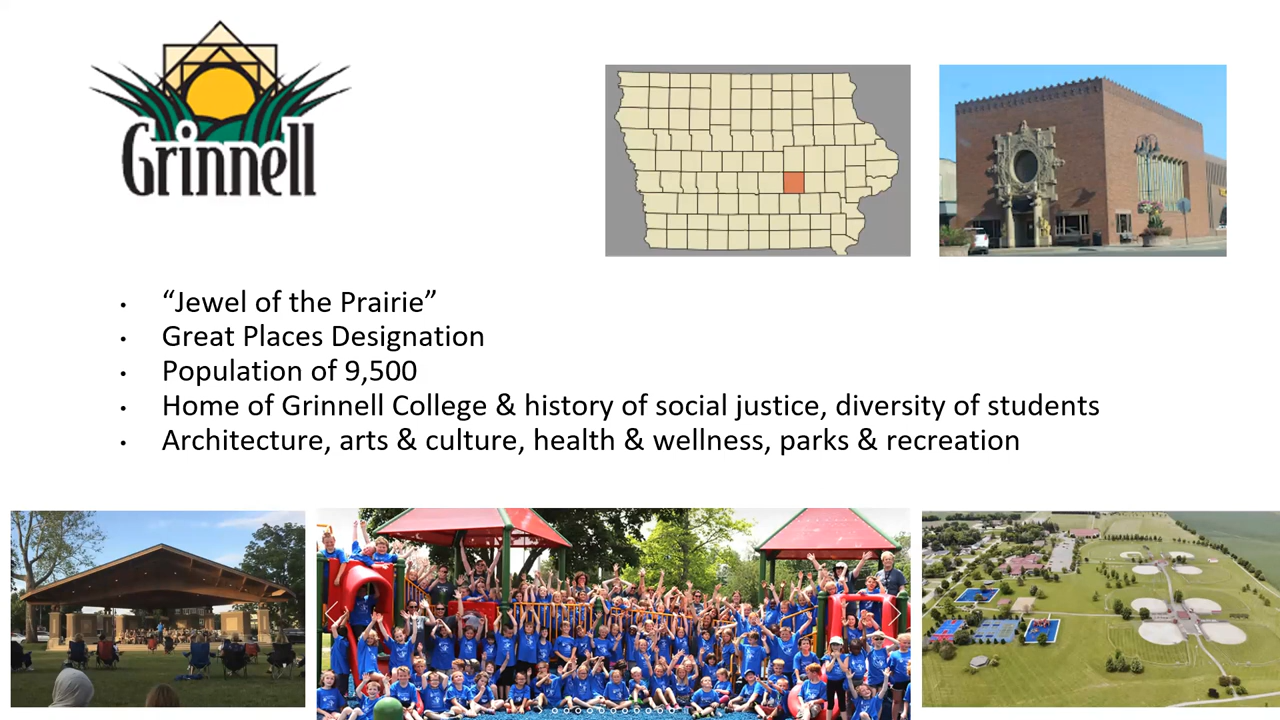 Grinnell
• “Jewel of the Prairie”
• Great Places Designation
• Population of 9,500
• Home of Grinnell College & history of social justice, diversity of students
• Architecture, arts & culture, health & wellness, parks & recreation